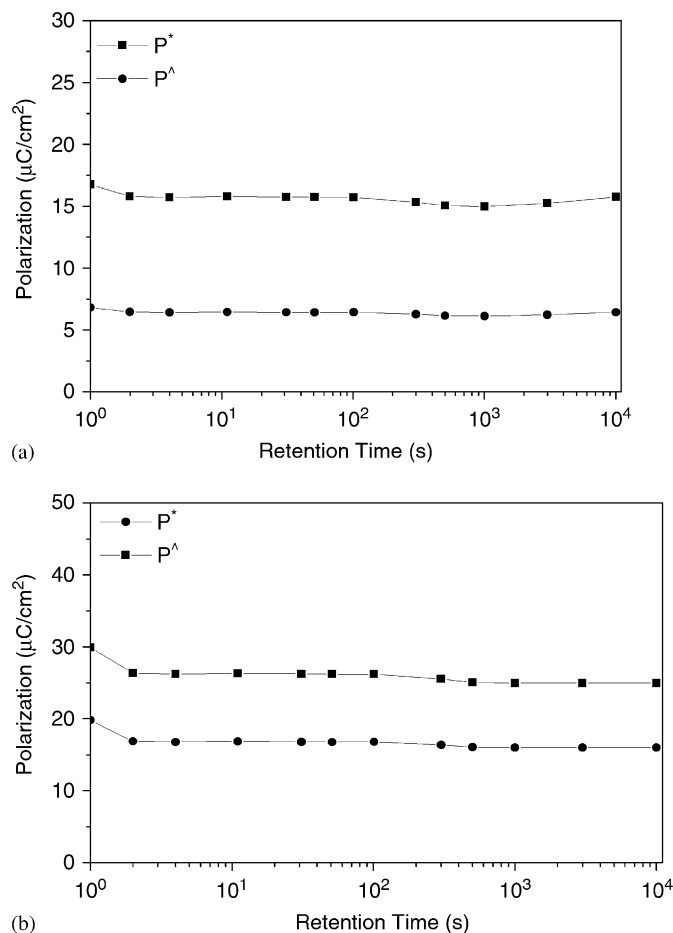 30
25
20
15
10
5
0
Polarization (μC/cm²)
P*
P^
10⁰ 10¹ 10² 10³ 10⁴
Retention Time (s)
(a)
50
40
30
20
10
0
Polarization (μC/cm²)
P*
P^
10⁰ 10¹ 10² 10³ 10⁴
Retention Time (s)
(b)